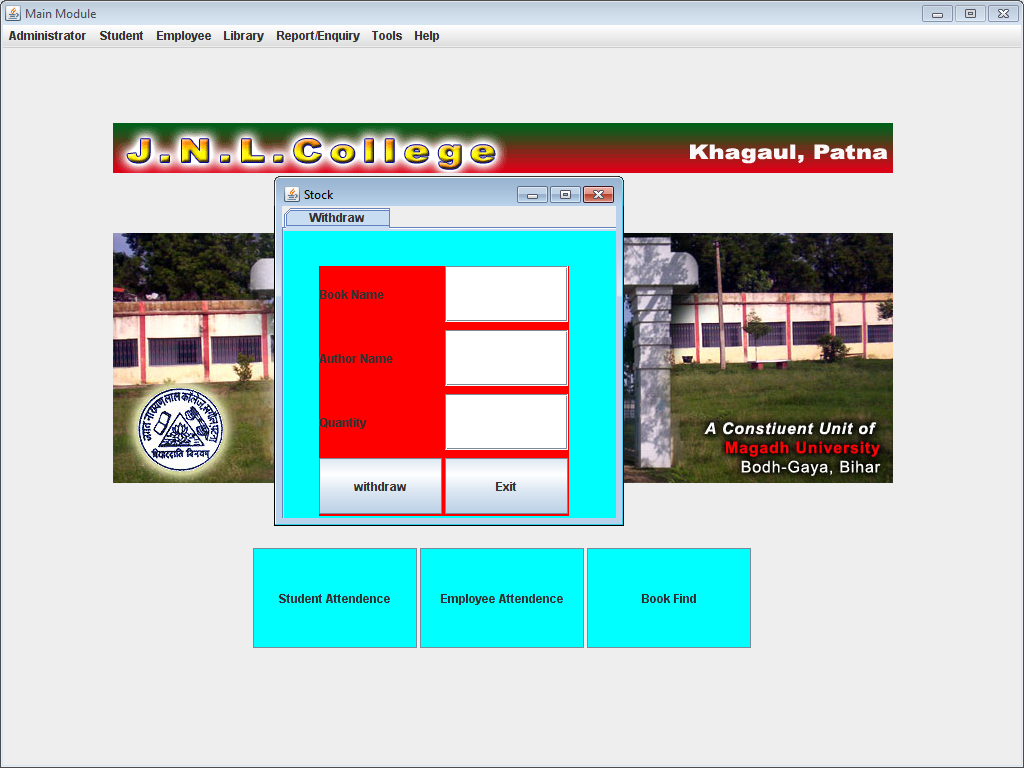 Main Module
Administrator Student Employee Library Report/Enquiry Tools Help
J.N.L.College
Khagaul, Patna
Stock
Withdraw
Book Name
Author Name
Quantity
withdraw Exit
A Constiuent Unit of
Magadh University
Bodh-Gaya, Bihar
Student Attendence Employee Attendence Book Find